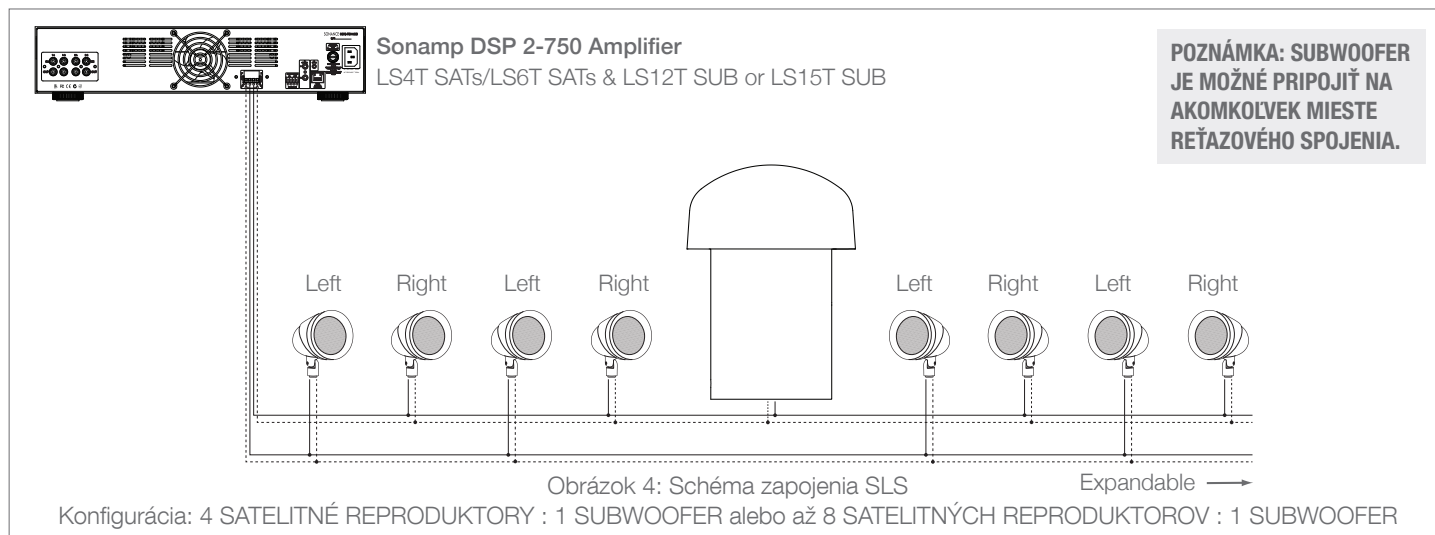 Sonamp DSP 2-750 Amplifier
LS4T SATs/LS6T SATs & LS12T SUB or LS15T SUB
POZNÁMKA: SUBWOOFER
JE MOŽNÉ PRIPOJIŤ NA
AKOMKOĽVEK MIESTE
REŤAZOVÉHO SPOJENIA.
Left Right Left Right Left Right Left Right
Obrázok 4: Schéma zapojenia SLS
Expandable
Konfigurácia: 4 SATELITNÉ REPRODUKTORY : 1 SUBWOOFER alebo až 8 SATELITNÝCH REPRODUKTOROV : 1 SUBWOOFER